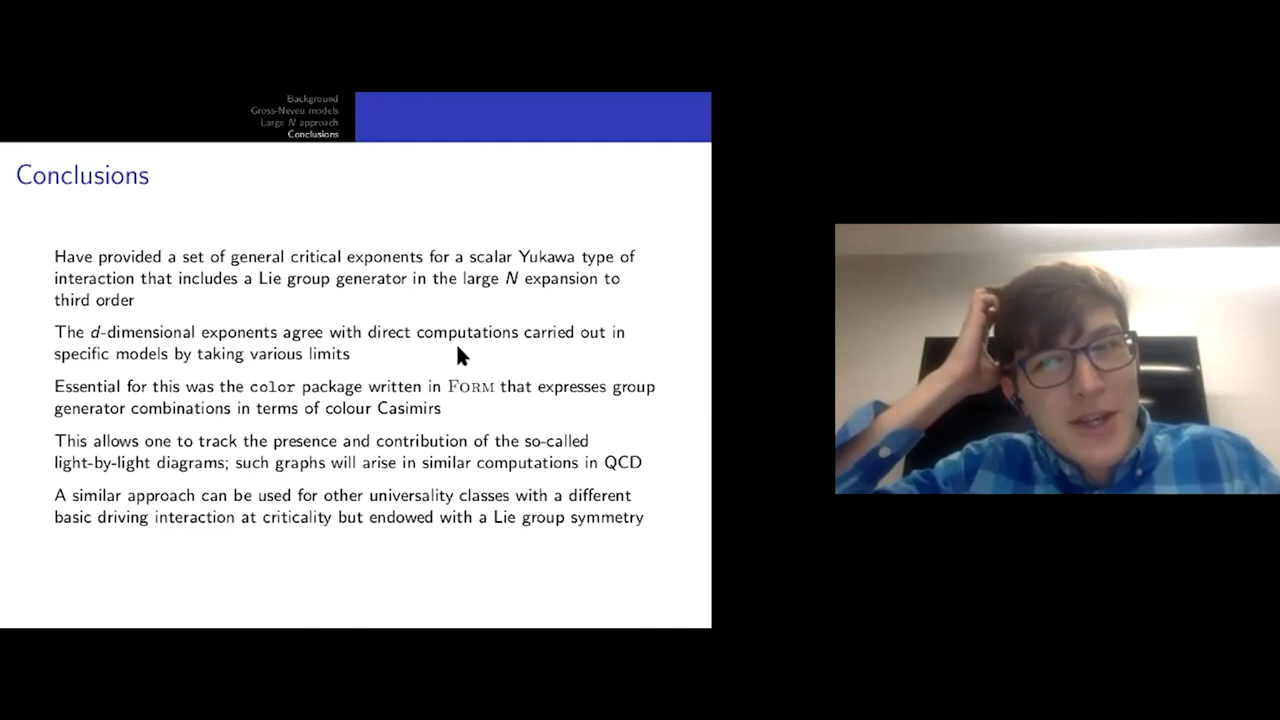 Background
Gross-Neveu models
Large N approach
Conclusions
Conclusions
Have provided a set of general critical exponents for a scalar Yukawa type of
interaction that includes a Lie group generator in the large N expansion to
third order
The d-dimensional exponents agree with direct computations carried out in
specific models by taking various limits
Essential for this was the color package written in FORM that expresses group
generator combinations in terms of colour Casimirs
This allows one to track the presence and contribution of the so-called
light-by-light diagrams; such graphs will arise in similar computations in QCD
A similar approach can be used for other universality classes with a different
basic driving interaction at criticality but endowed with a Lie group symmetry